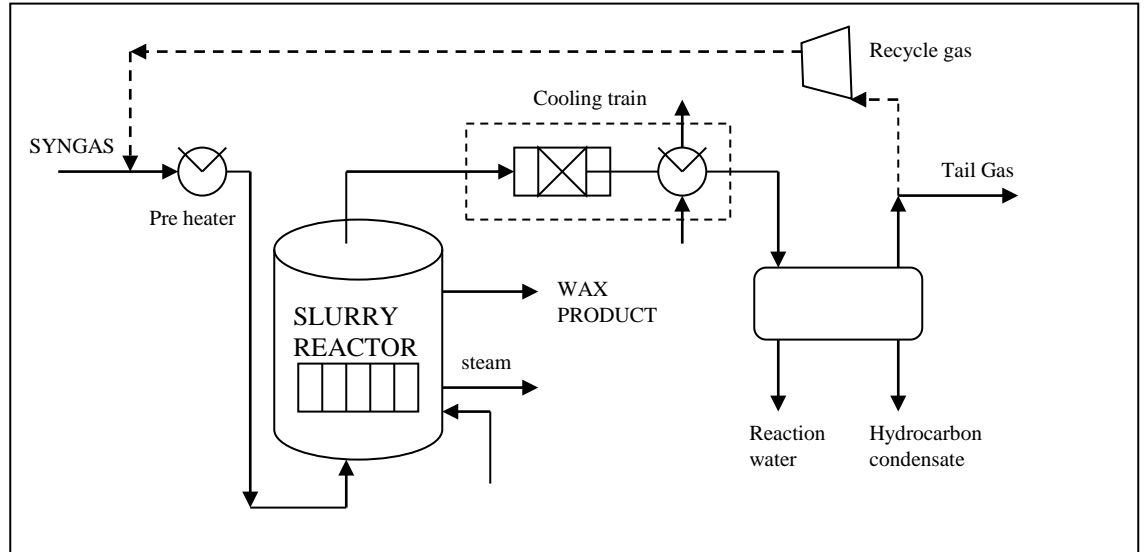 Recycle gas
Cooling train
SYNGAS
Tail Gas
Pre heater
WAX
PRODUCT
SLURRY
REACTOR
steam
Reaction
water
Hydrocarbon
condensate